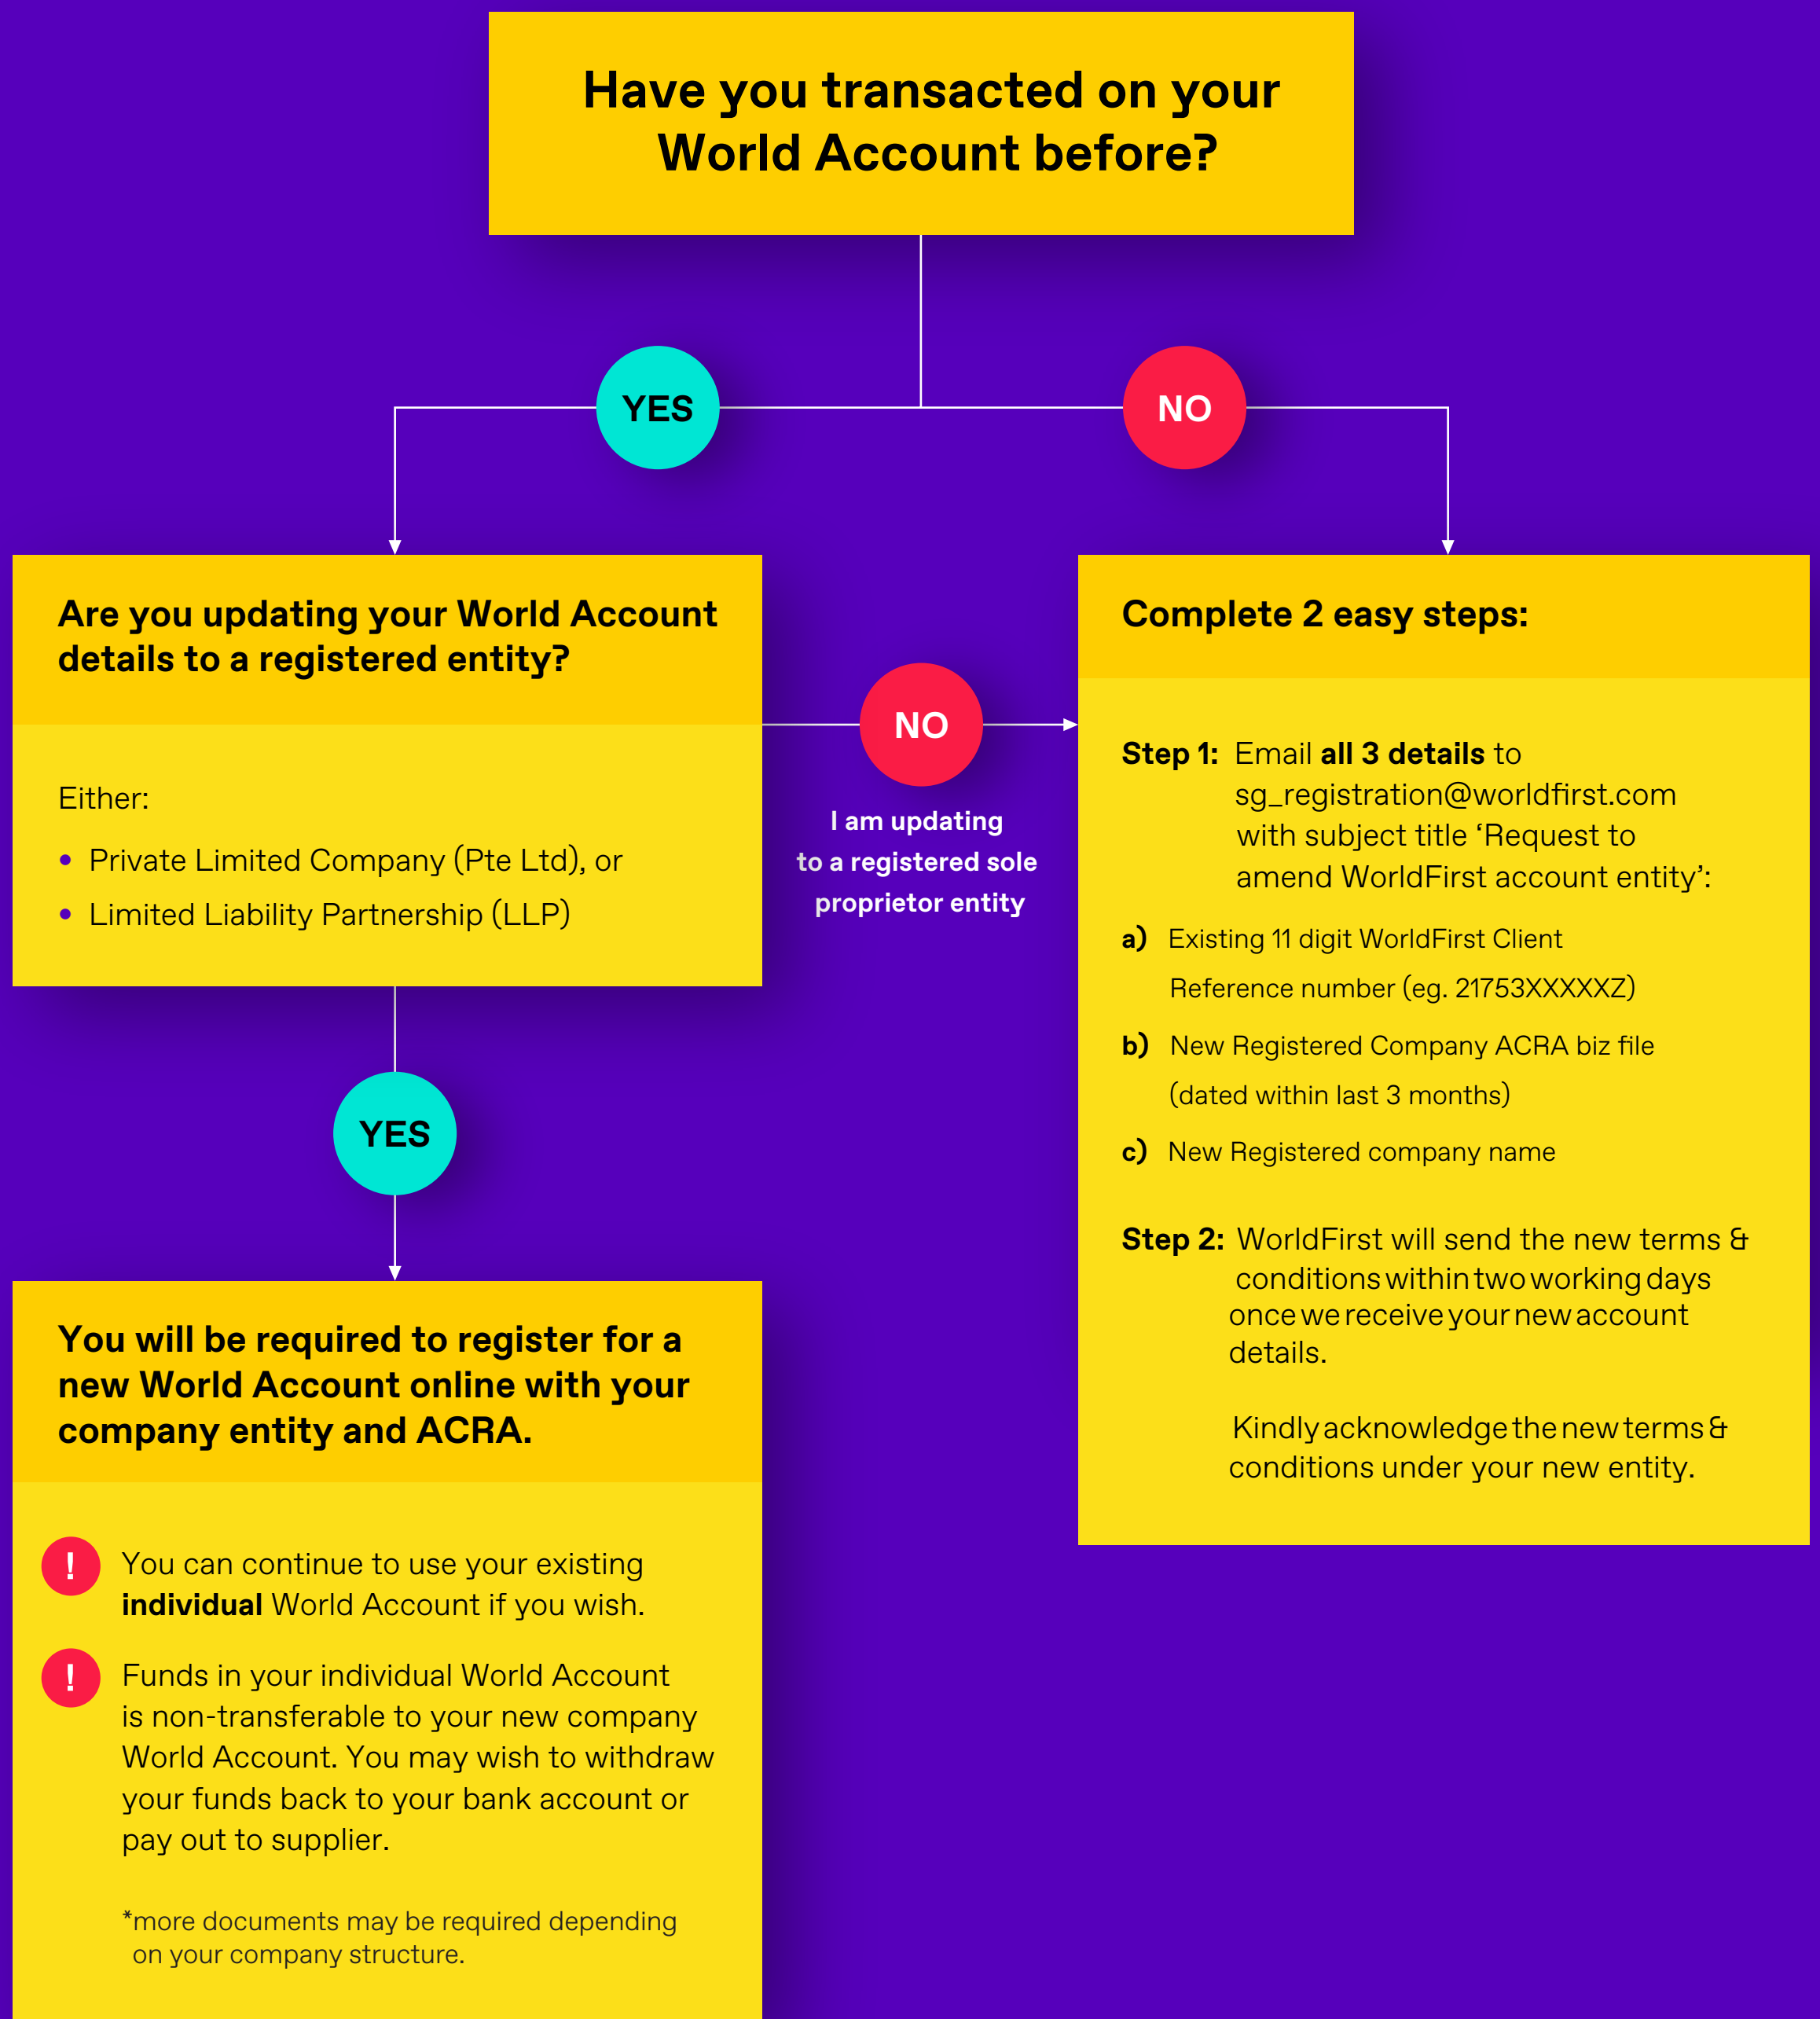 Have you transacted on your
World Account before?
YES
NO
Are you updating your World Account
details to a registered entity?
Either:
• Private Limited Company (Pte Ltd), or
• Limited Liability Partnership (LLP)
NO
I am updating
to a registered sole
proprietor entity
Complete 2 easy steps:
Step 1: Email all 3 details to
sg_registration@worldfirst.com
with subject title ‘Request to
amend WorldFirst account entity’:
a) Existing 11 digit WorldFirst Client
Reference number (eg. 21753XXXXXZ)
b) New Registered Company ACRA biz file
(dated within last 3 months)
c) New Registered company name
Step 2: WorldFirst will send the new terms &
conditions within two working days
once we receive your new account
details.
Kindly acknowledge the new terms &
conditions under your new entity.
YES
You will be required to register for a
new World Account online with your
company entity and ACRA.
! You can continue to use your existing
individual World Account if you wish.
! Funds in your individual World Account
is non-transferable to your new company
World Account. You may wish to withdraw
your funds back to your bank account or
pay out to supplier.
*more documents may be required depending
on your company structure.